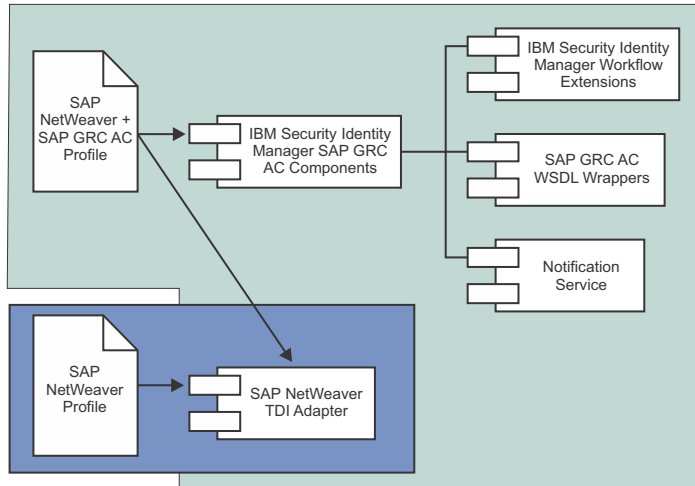 SAP
NetWeaver +
SAP GRC AC
Profile
IBM Security Identity
Manager SAP GRC
AC Components
IBM Security Identity
Manager Workflow
Extensions
SAP GRC AC
WSDL Wrappers
Notification
Service
SAP
NetWeaver
Profile
SAP NetWeaver
TDI Adapter